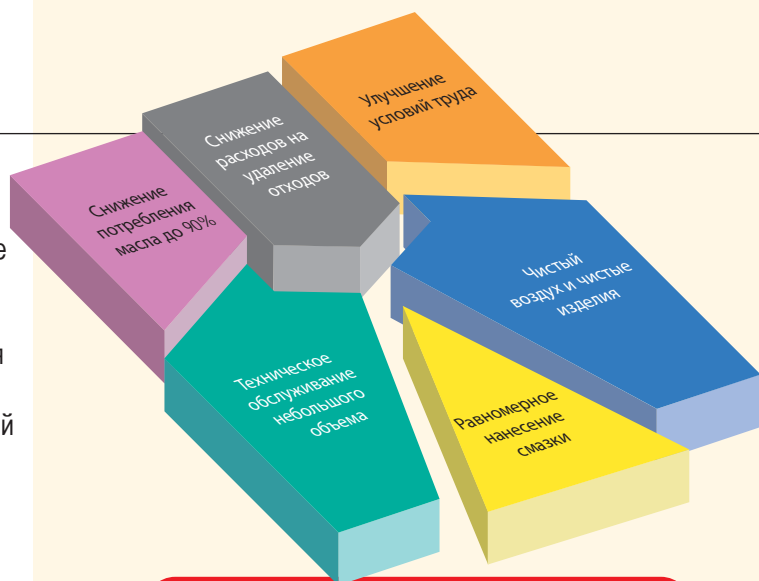 Улучшение
условий труда
Снижение
расходов на
удаление
отходов
Снижение
потребления
масла до 90%
Чистый
воздух и чистые
изделия
Техническое
обслуживание
небольшого
объема
Равномерное
нанесение
смазки